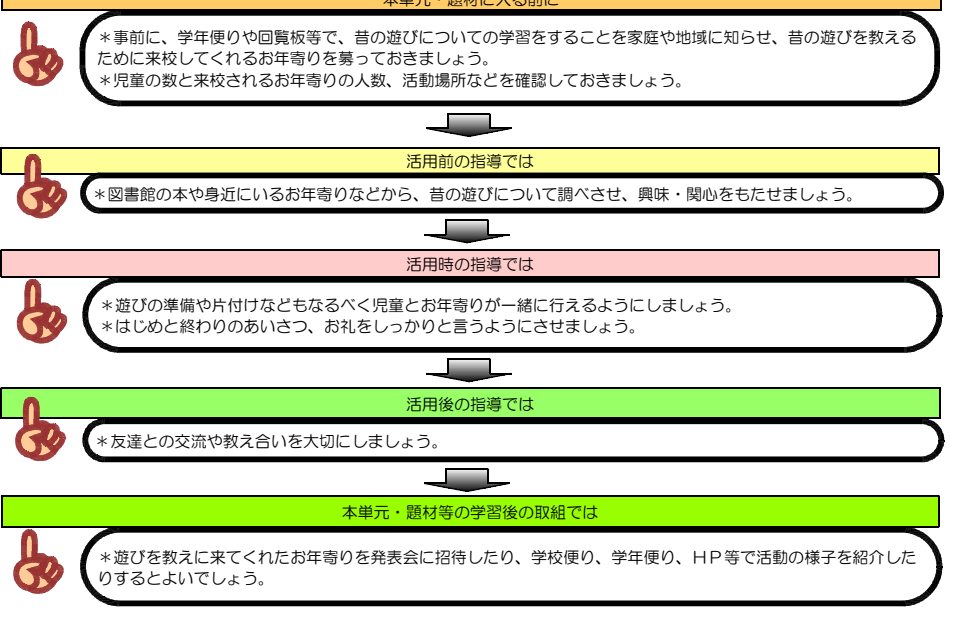 本単元・題材に入る前に
＊事前に、学年便りや回覧板等で、昔の遊びについての学習をすることを家庭や地域に知らせ、昔の遊びを教える
ために来校してくれるお年寄りを募っておきましょう。
＊児童の数と来校されるお年寄りの人数、活動場所などを確認しておきましょう。
活用前の指導では
＊図書館の本や身近にいるお年寄りなどから、昔の遊びについて調べさせ、興味・関心をもたせましょう。
活用時の指導では
＊遊びの準備や片付けなどもなるべく児童とお年寄りが一緒に行えるようにしましょう。
＊はじめと終わりのあいさつ、お礼をしっかりと言うようにさせましょう。
活用後の指導では
＊友達との交流や教え合いを大切にしましょう。
本単元・題材等の学習後の取組では
＊遊びを教えに来てくれたお年寄りを発表会に招待したり、学校便り、学年便り、ＨＰ等で活動の様子を紹介した
りするとよいでしょう。